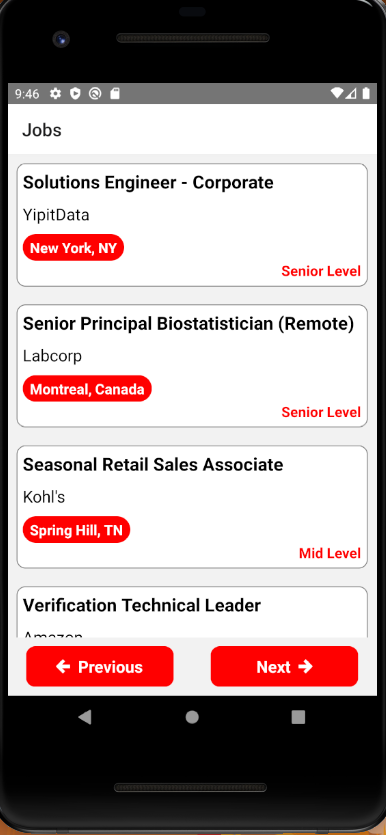 9:46
Jobs
Solutions Engineer - Corporate
YipitData
New York, NY
Senior Level
Senior Principal Biostatistician (Remote)
Labcorp
Montreal, Canada
Senior Level
Seasonal Retail Sales Associate
Kohl's
Spring Hill, TN
Mid Level
Verification Technical Leader
Amazon
← Previous
Next →